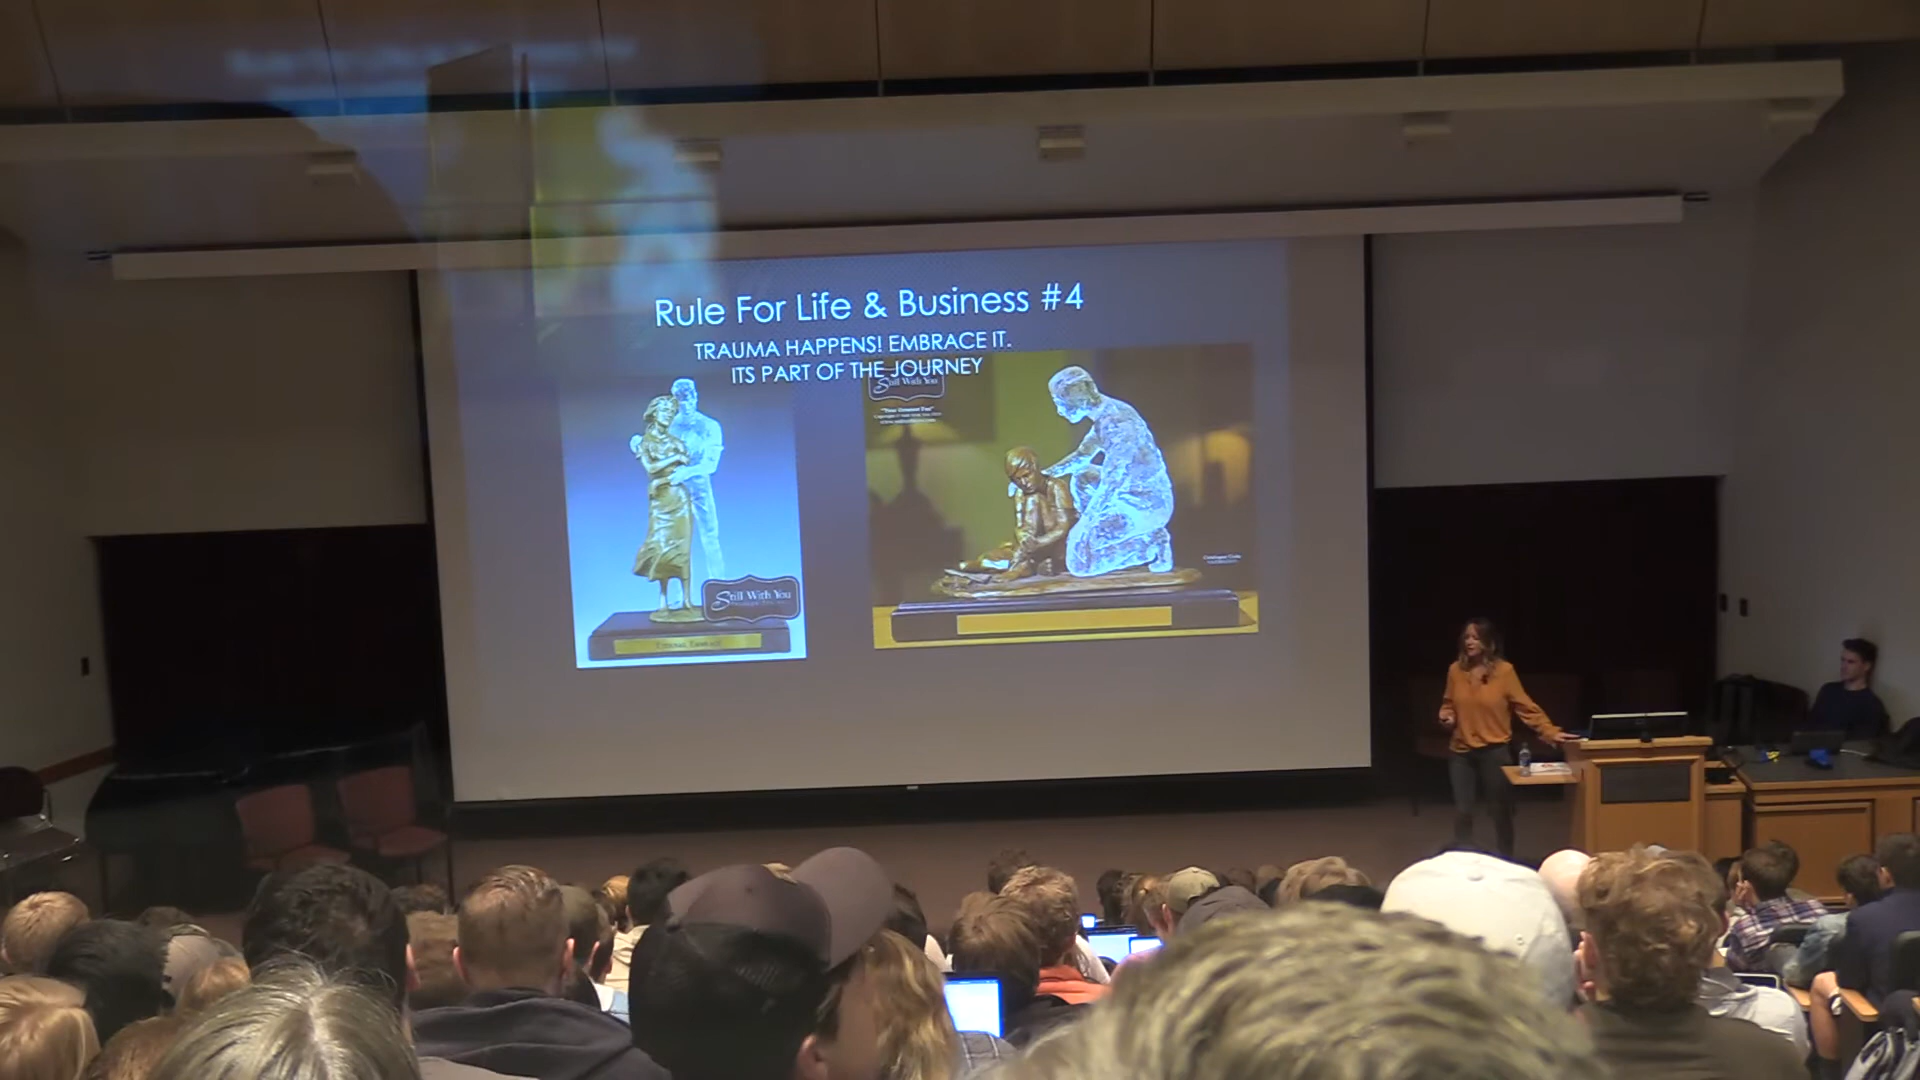 Rule For Life & Business #4
TRAUMA HAPPENS! EMBRACE IT.
ITS PART OF THE JOURNEY
Still With You
Still With You